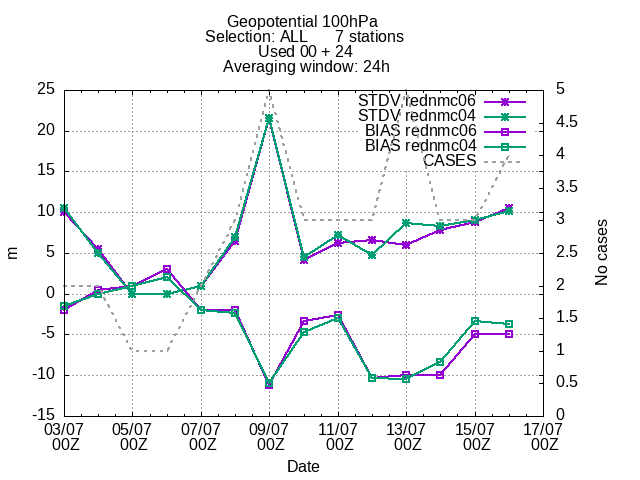 Geopotential 100hPa
Selection: ALL 7 stations
Used 00 + 24
Averaging window: 24h
STDV rednmc06
STDV rednmc04
BIAS rednmc06
BIAS rednmc04
CASES
25
20
15
10
5
0
-5
-10
-15
m
5
4.5
4
3.5
3
2.5
2
1.5
1
0.5
0
No cases
03/07 05/07 07/07 09/07 11/07 13/07 15/07 17/07
00Z 00Z 00Z 00Z 00Z 00Z 00Z 00Z
Date